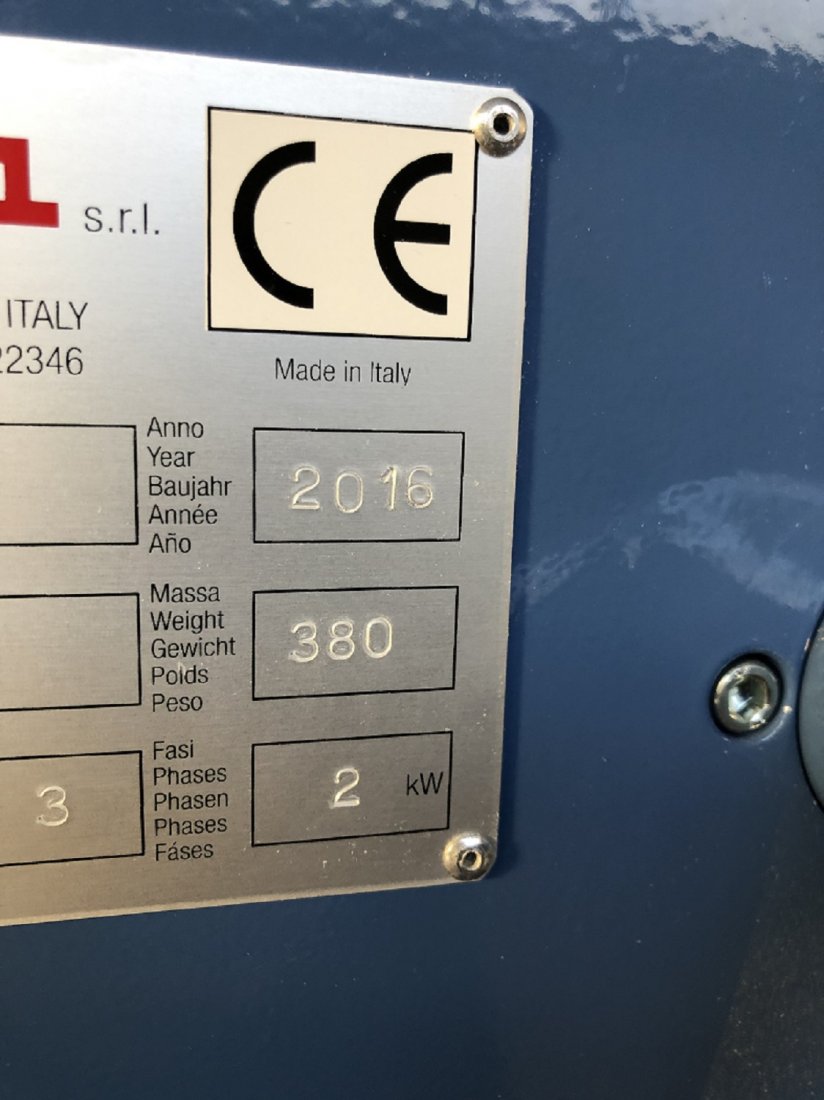 s.r.l.
CE
ITALY
22346
Made in Italy
Anno
Year
Baujahr
Année
Año
2016
Massa
Weight
Gewicht
Poids
Peso
380
3
Fasi
Phases
Phasen
Phases
Fáses
2 kW